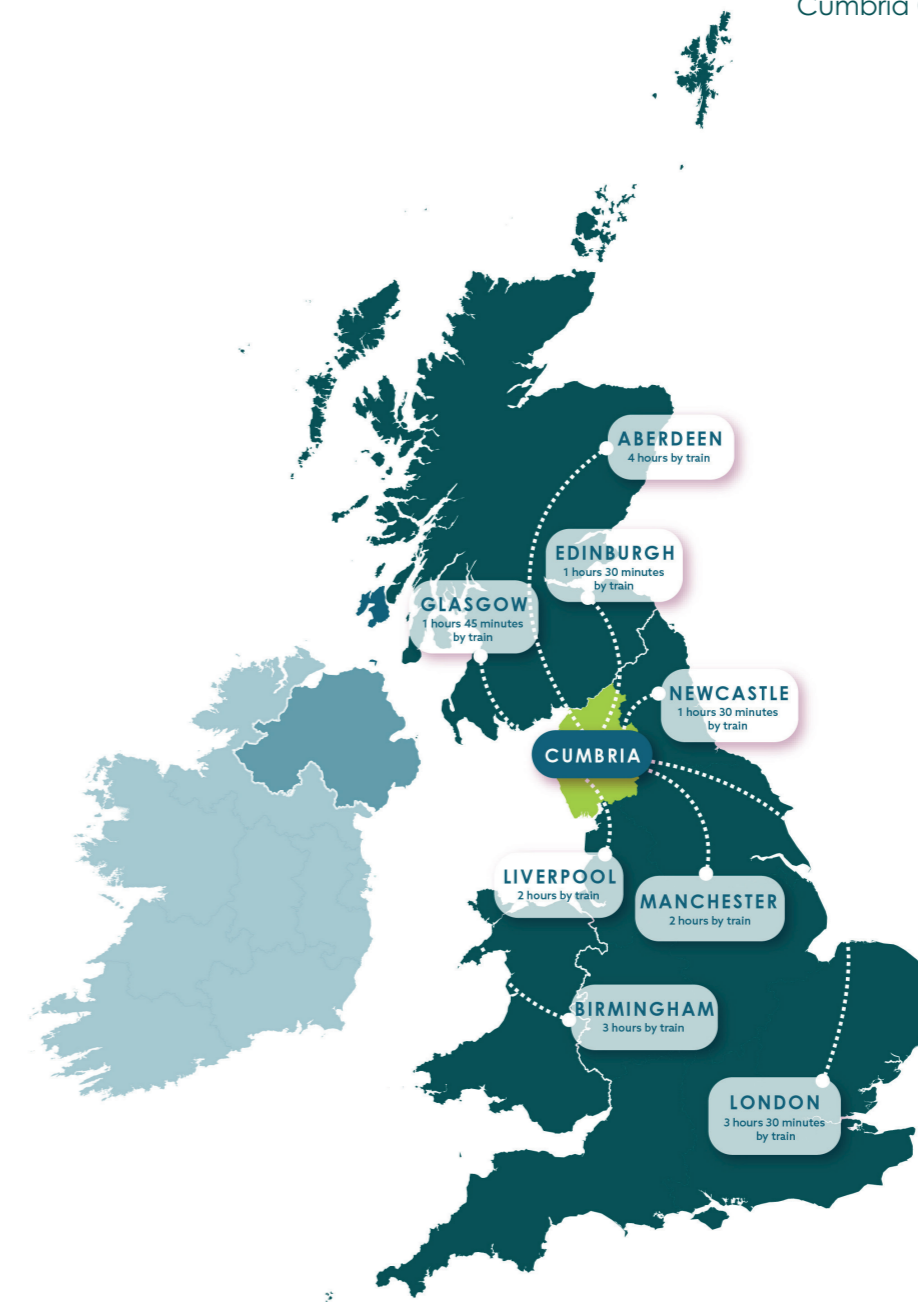 Cumbria
ABERDEEN
4 hours by train
EDINBURGH
1 hours 30 minutes
by train
GLASGOW
1 hours 45 minutes
by train
NEWCASTLE
1 hours 30 minutes
by train
CUMBRIA
LIVERPOOL
2 hours by train
MANCHESTER
2 hours by train
BIRMINGHAM
3 hours by train
LONDON
3 hours 30 minutes
by train